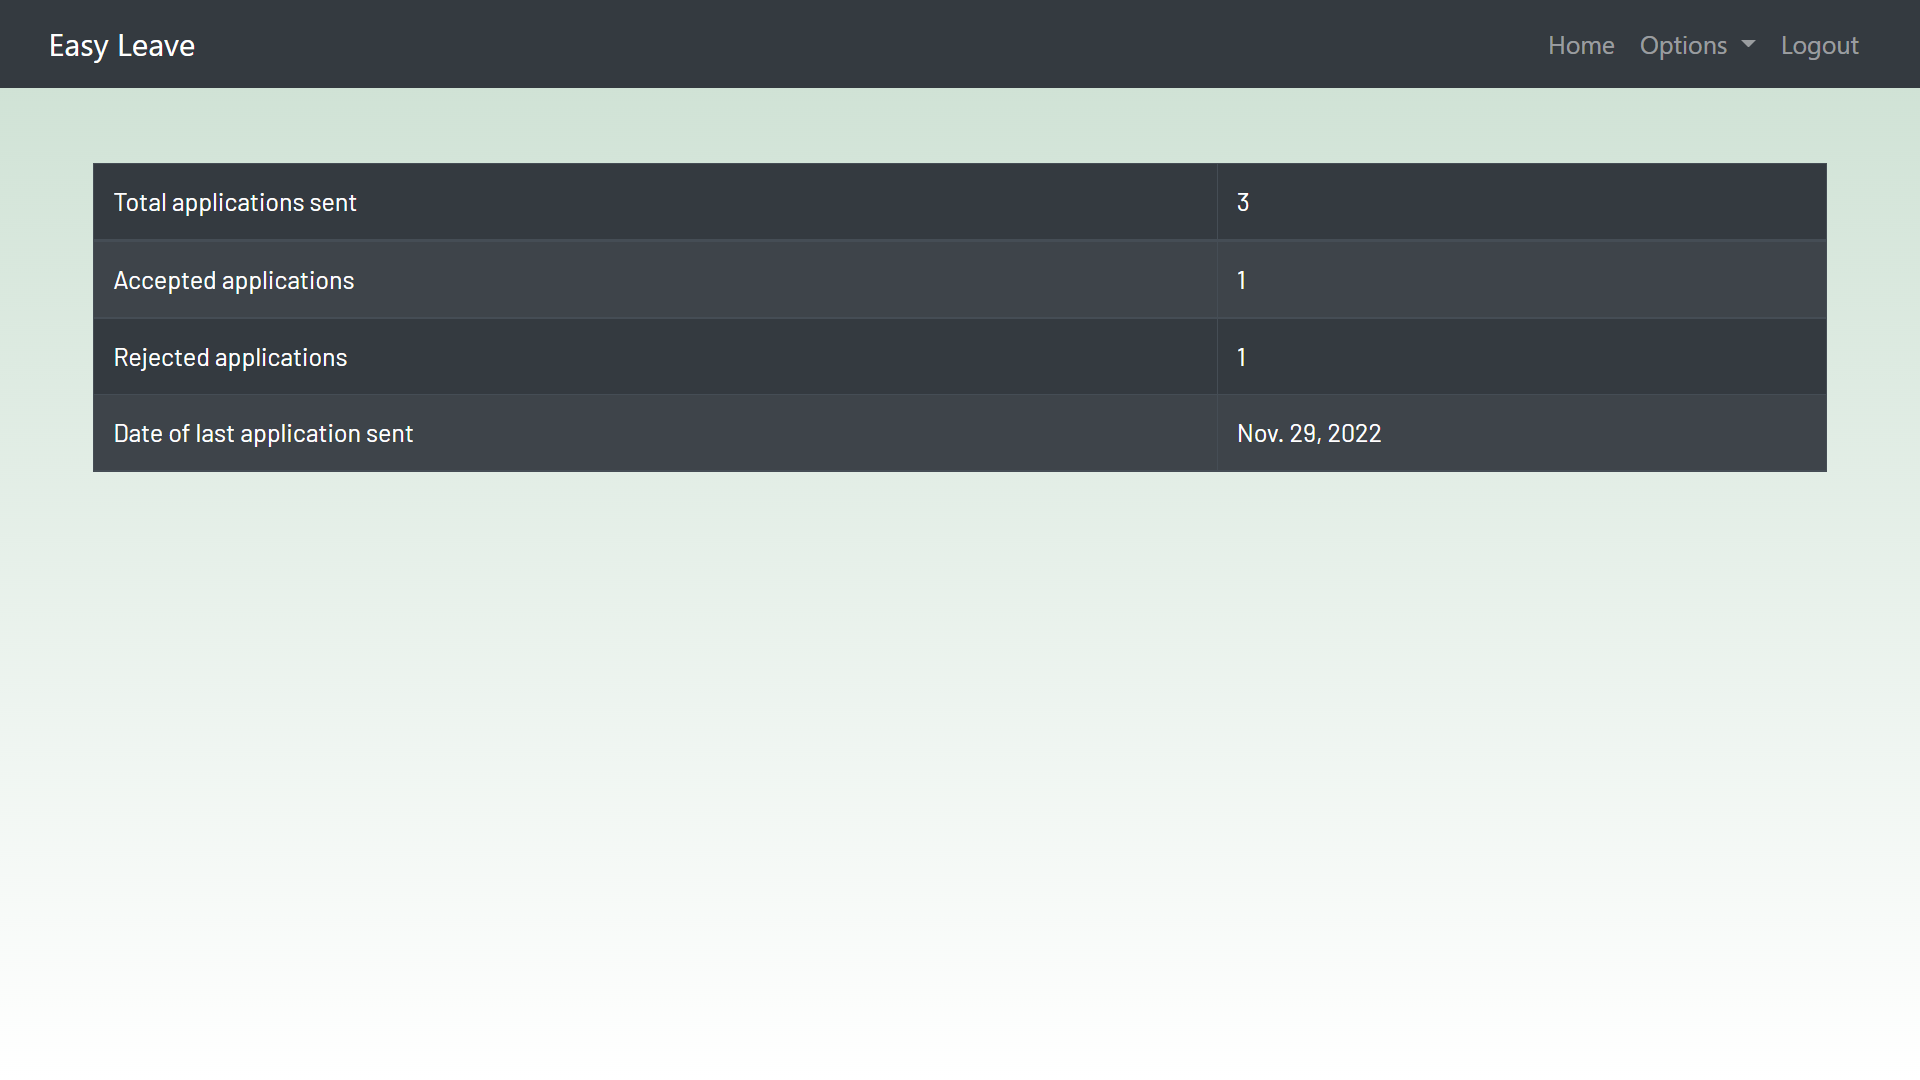 Easy Leave
Home Options Logout
Total applications sent 3
Accepted applications 1
Rejected applications 1
Date of last application sent Nov. 29, 2022